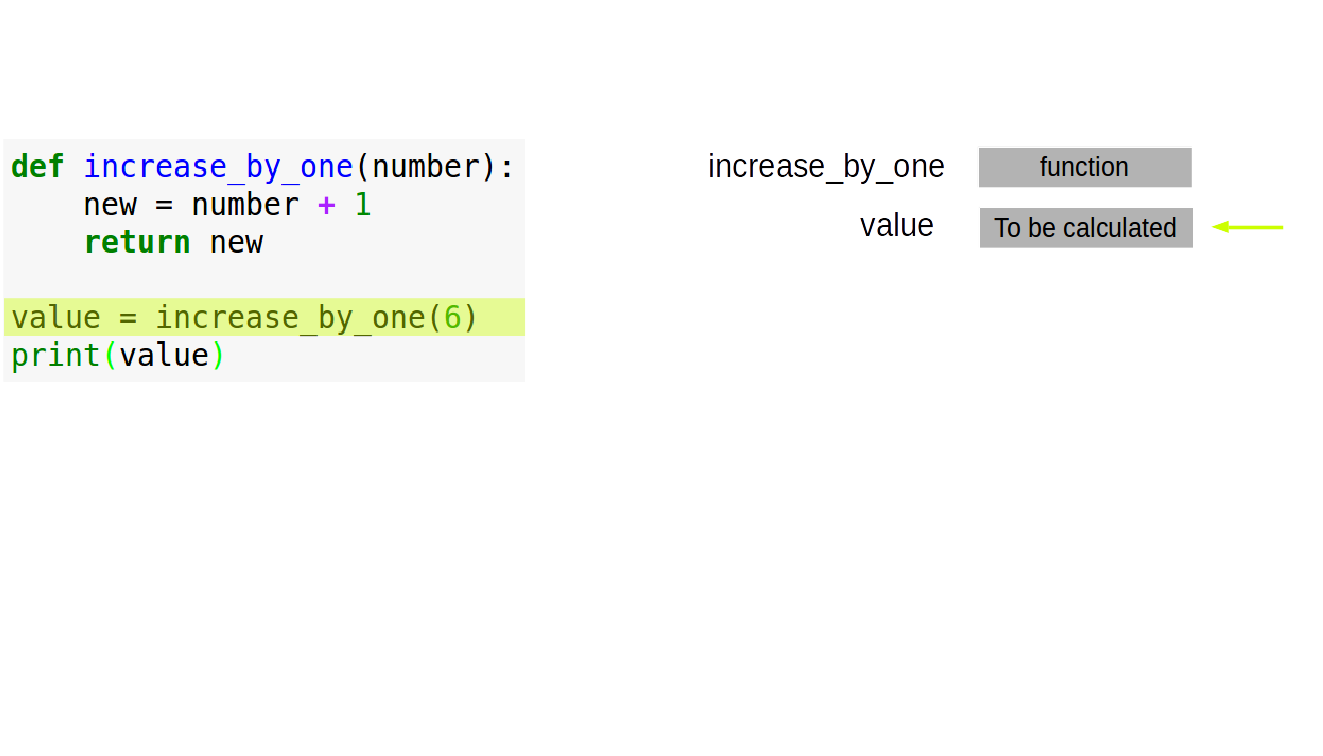 def increase_by_one(number):
    new = number + 1
    return new
value = increase_by_one(6)
print(value)
increase_by_one function
value To be calculated